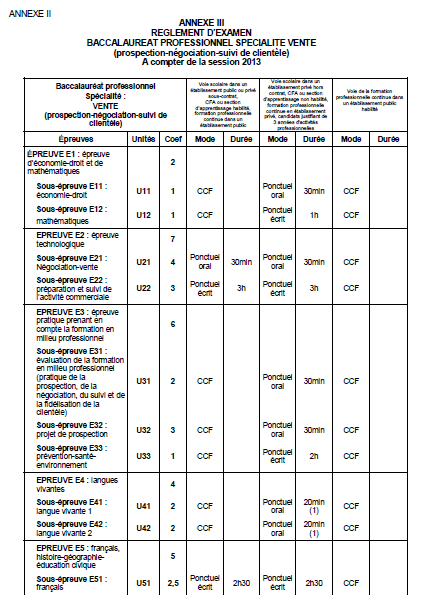 ANNEXE II
ANNEXE III
REGLEMENT D'EXAMEN
BACCALAUREAT PROFESSIONNEL SPECIALITE VENTE
(prospection-négociation-suivi de clientèle)
A compter de la session 2013
Baccalauréat professionnel
Spécialité :
VENTE
(prospection-négociation-suivi de
clientèle)
Voie scolaire dans un
établissement public ou privé
sous-contrat,
CFA ou section
d'apprentissage habilité,
formation professionnelle
continue dans un
établissement public
Voie scolaire dans un
établissement privé hors
contrat, CFA ou section
d'apprentissage non habilité,
formation professionnelle
continue en établissement
privé, candidats justifiant de
3 années d'activités
professionnelles
Voie de la formation
professionnelle continue dans
un établissement public
habilité
Épreuves Unités Coef Mode Durée Mode Durée Mode Durée
ÉPREUVE E1 : épreuve
d'économie-droit et de
mathématiques
2
Sous-épreuve E11 :
économie-droit
U11 1 CCF Ponctuel
oral 30min CCF
Sous-épreuve E12 :
mathématiques
U12 1 CCF Ponctuel
écrit 1h CCF
EPREUVE E2 : épreuve
technologique
7
Sous-épreuve E21 :
Négociation-vente
U21 4 Ponctuel
oral 30min Ponctuel
oral 30min CCF
Sous-épreuve E22 :
préparation et suivi de
l'activité commerciale
U22 3 Ponctuel
écrit 3h Ponctuel
écrit 3h CCF
EPREUVE E3 : épreuve
pratique prenant en
compte la formation en
milieu professionnel
6
Sous-épreuve E31 :
évaluation de la formation
en milieu professionnel
(pratique de la
prospection, de la
négociation, du suivi et de
la fidélisation de la
clientèle)
U31 2 CCF Ponctuel
oral 30min CCF
Sous-épreuve E32 :
projet de prospection
U32 3 CCF Ponctuel
oral 30min CCF
Sous-épreuve E33 :
prévention-santé-
environnement
U33 1 CCF Ponctuel
écrit 2h CCF
EPREUVE E4 : langues
vivantes
4
Sous-épreuve E41 :
langue vivante 1
U41 2 CCF Ponctuel
oral 20min
(1) CCF
Sous-épreuve E42 :
langue vivante 2
U42 2 CCF Ponctuel
oral 20min
(1) CCF
EPREUVE E5 : français,
histoire-géographie-
éducation civique
5
Sous-épreuve E51 :
français
U51 2,5 Ponctuel
écrit 2h30 Ponctuel
écrit 2h30 CCF